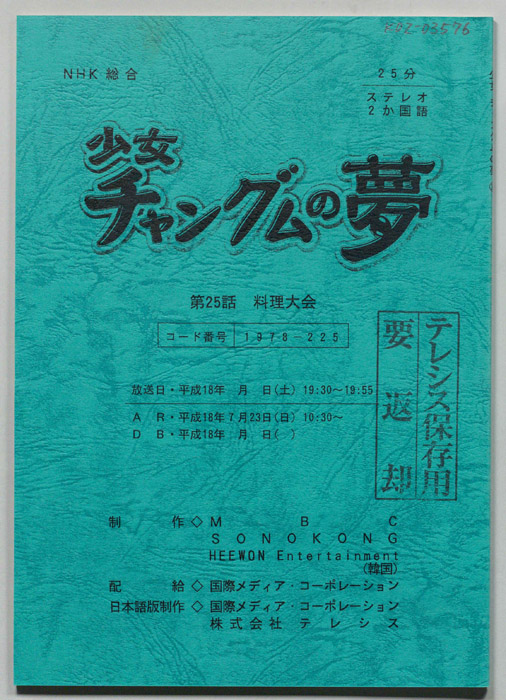 K02-03576
NHK総合
25分
ステレオ
2か国語
少女
チャングムの夢
第25話 料理大会
コード番号 1978-225
放送日・平成18年 月 日(土) 19:30~19:55
AR・平成18年7月23日(日) 10:30~
DB・平成18年 月 日( )
テレシス保存用
要返却
制作◇MBC
SONOKONG
HEEWON Entertainment
(韓国)
配給◇国際メディア・コーポレーション
日本語版制作◇国際メディア・コーポレーション
株式会社テレシス